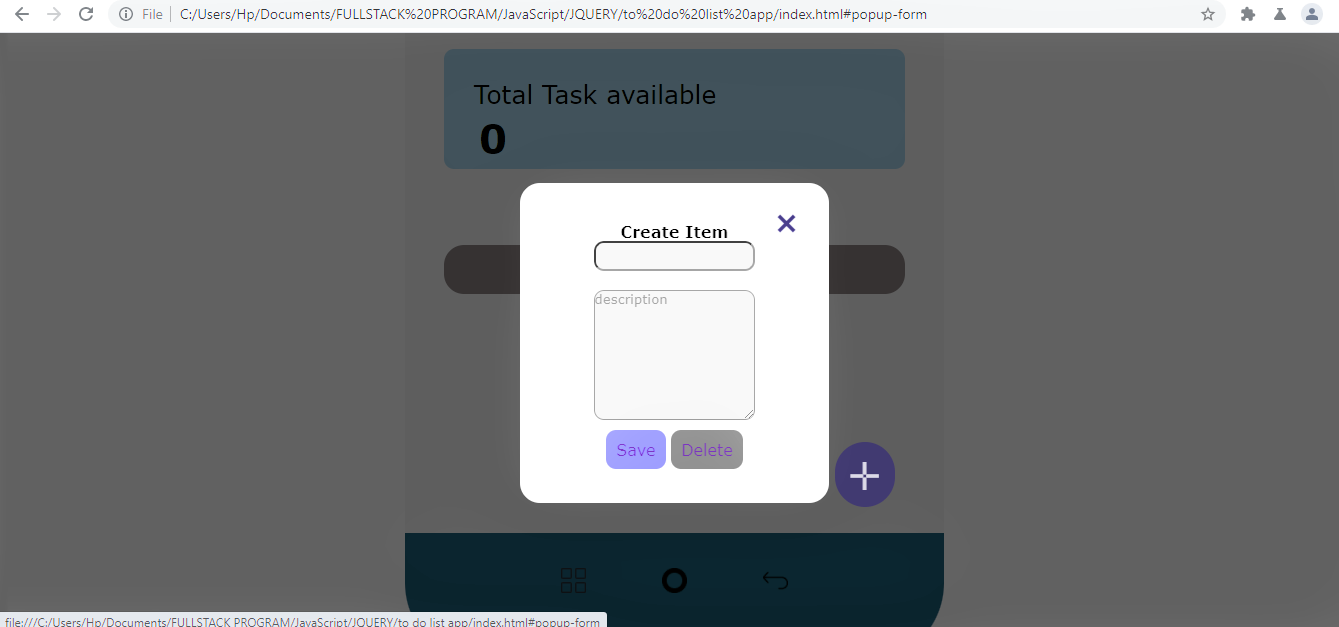 File
C:/Users/Hp/Documents/FULLSTACK%20PROGRAM/JavaScript/JQUERY/to%20do%20list%20app/index.html#popup-form
Total Task available
0
Create Item
description
Save Delete
file:///C:/Users/Hp/Documents/FULLSTACK PROGRAM/JavaScript/JQUERY/to do list app/index.html#popup-form